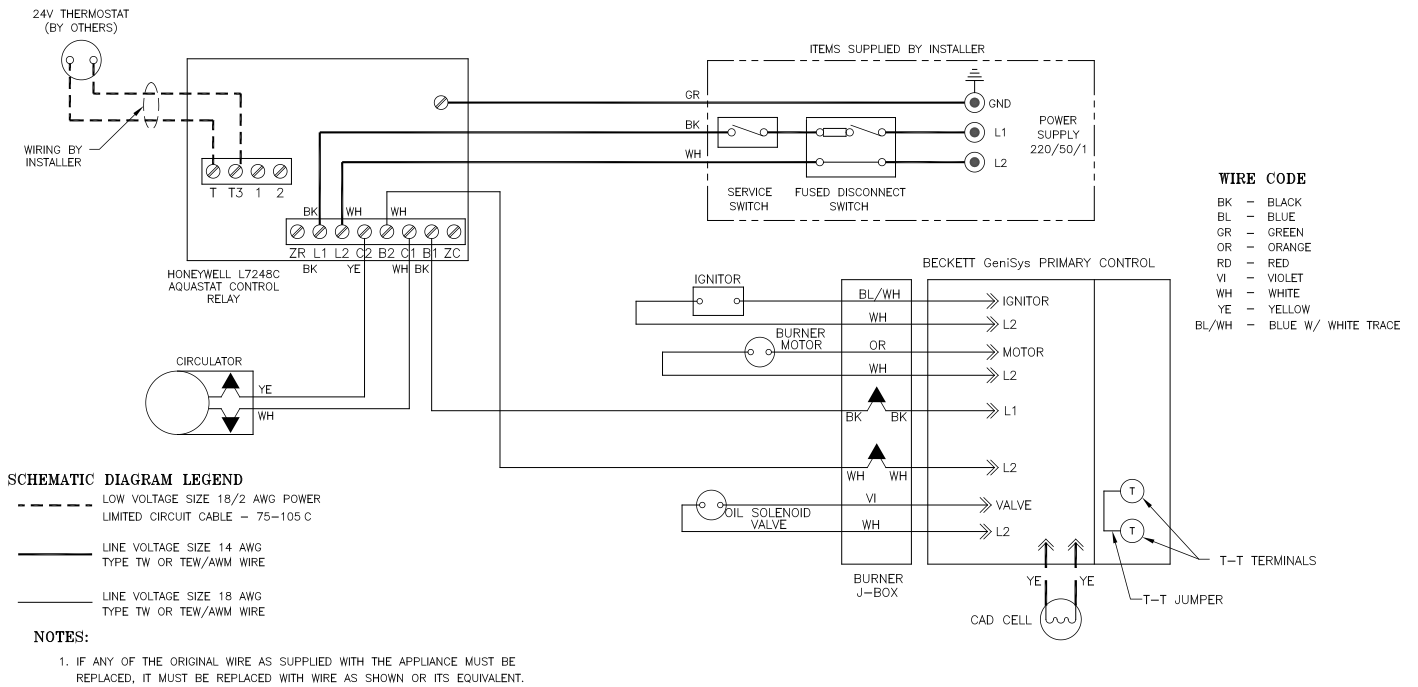 24V THERMOSTAT
(BY OTHERS)
WIRING BY
INSTALLER
T T3 1 2
BK WH WH
ZR L1 L2 C2 B2 C1 B1 ZC
BK YE WH BK
HONEYWELL L7248C
AQUASTAT CONTROL
RELAY
ITEMS SUPPLIED BY INSTALLER
GR
GND
BK
L1
WH
L2
POWER
SUPPLY
220/50/1
SERVICE
SWITCH
FUSED DISCONNECT
SWITCH
WIRE CODE
BK – BLACK
BL – BLUE
GR – GREEN
OR – ORANGE
RD – RED
VI – VIOLET
WH – WHITE
YE – YELLOW
BL/WH – BLUE W/ WHITE TRACE
CIRCULATOR
YE
WH
BECKETT GeniSys PRIMARY CONTROL
IGNITOR
BL/WH
IGNITOR
WH
L2
BURNER
MOTOR
OR
MOTOR
WH
L2
BK BK
L1
WH WH
L2
OIL SOLENOID
VALVE
VI
VALVE
WH
L2
BURNER
J–BOX
YE YE
CAD CELL
T
T
T–T TERMINALS
T–T JUMPER
SCHEMATIC DIAGRAM LEGEND
LOW VOLTAGE SIZE 18/2 AWG POWER
LIMITED CIRCUIT CABLE – 75–105 C
LINE VOLTAGE SIZE 14 AWG
TYPE TW OR TEW/AWM WIRE
LINE VOLTAGE SIZE 18 AWG
TYPE TW OR TEW/AWM WIRE
NOTES:
1. IF ANY OF THE ORIGINAL WIRE AS SUPPLIED WITH THE APPLIANCE MUST BE
REPLACED, IT MUST BE REPLACED WITH WIRE AS SHOWN OR ITS EQUIVALENT.